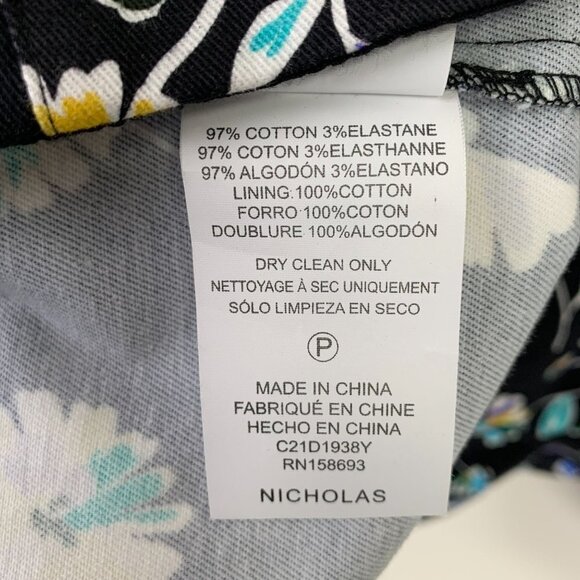 97% COTTON 3%ELASTANE
97% COTON 3%ELASTHANNE
97% ALGODÓN 3%ELASTANO
LINING:100%COTTON
FORRO :100%COTON
DOUBLURE :100%ALGODÓN
DRY CLEAN ONLY
NETTOYAGE À SEC UNIQUEMENT
SÓLO LIMPIEZA EN SECO
P
MADE IN CHINA
FABRIQUÉ EN CHINE
HECHO EN CHINA
C21D1938Y
RN158693
NICHOLAS